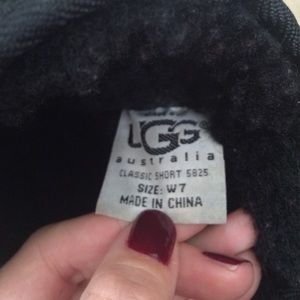 UGG®
australia
CLASSIC SHORT 5825
SIZE: W7
MADE IN CHINA